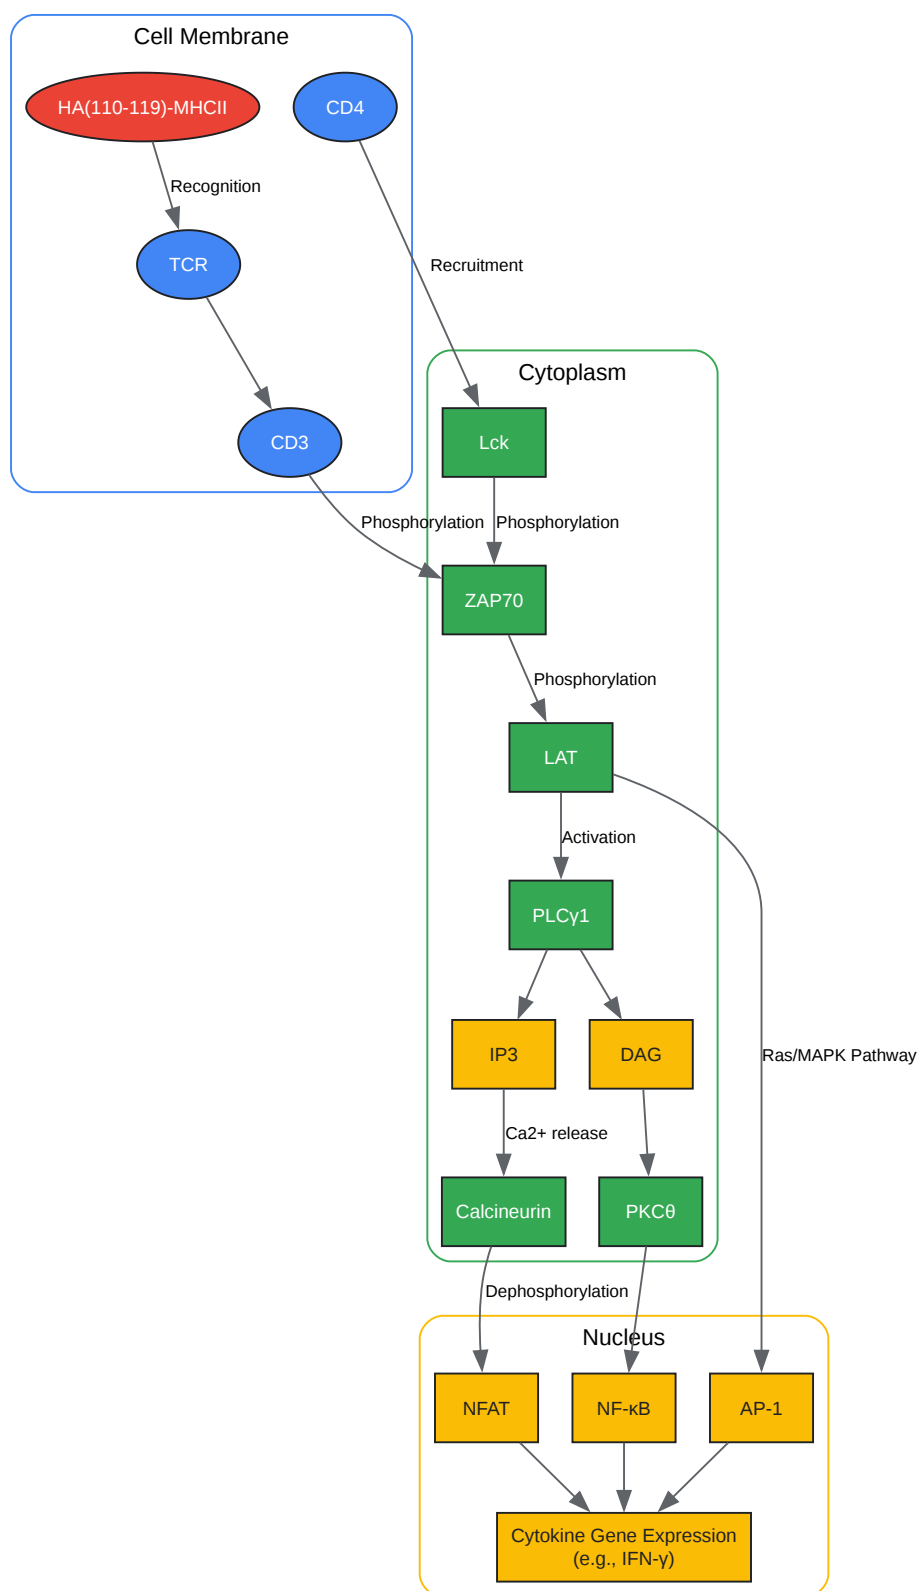 Cell Membrane
HA(110-119)-MHCII
CD4
Recognition
TCR
Recruitment
Cytoplasm
Lck
CD3
Phosphorylation
Phosphorylation
ZAP70
Phosphorylation
LAT
Activation
PLCγ1
IP3
DAG
Ras/MAPK Pathway
Ca2+ release
Calcineurin
PKCθ
Dephosphorylation
Nucleus
NFAT
NF-κB
AP-1
Cytokine Gene Expression
(e.g., IFN-γ)